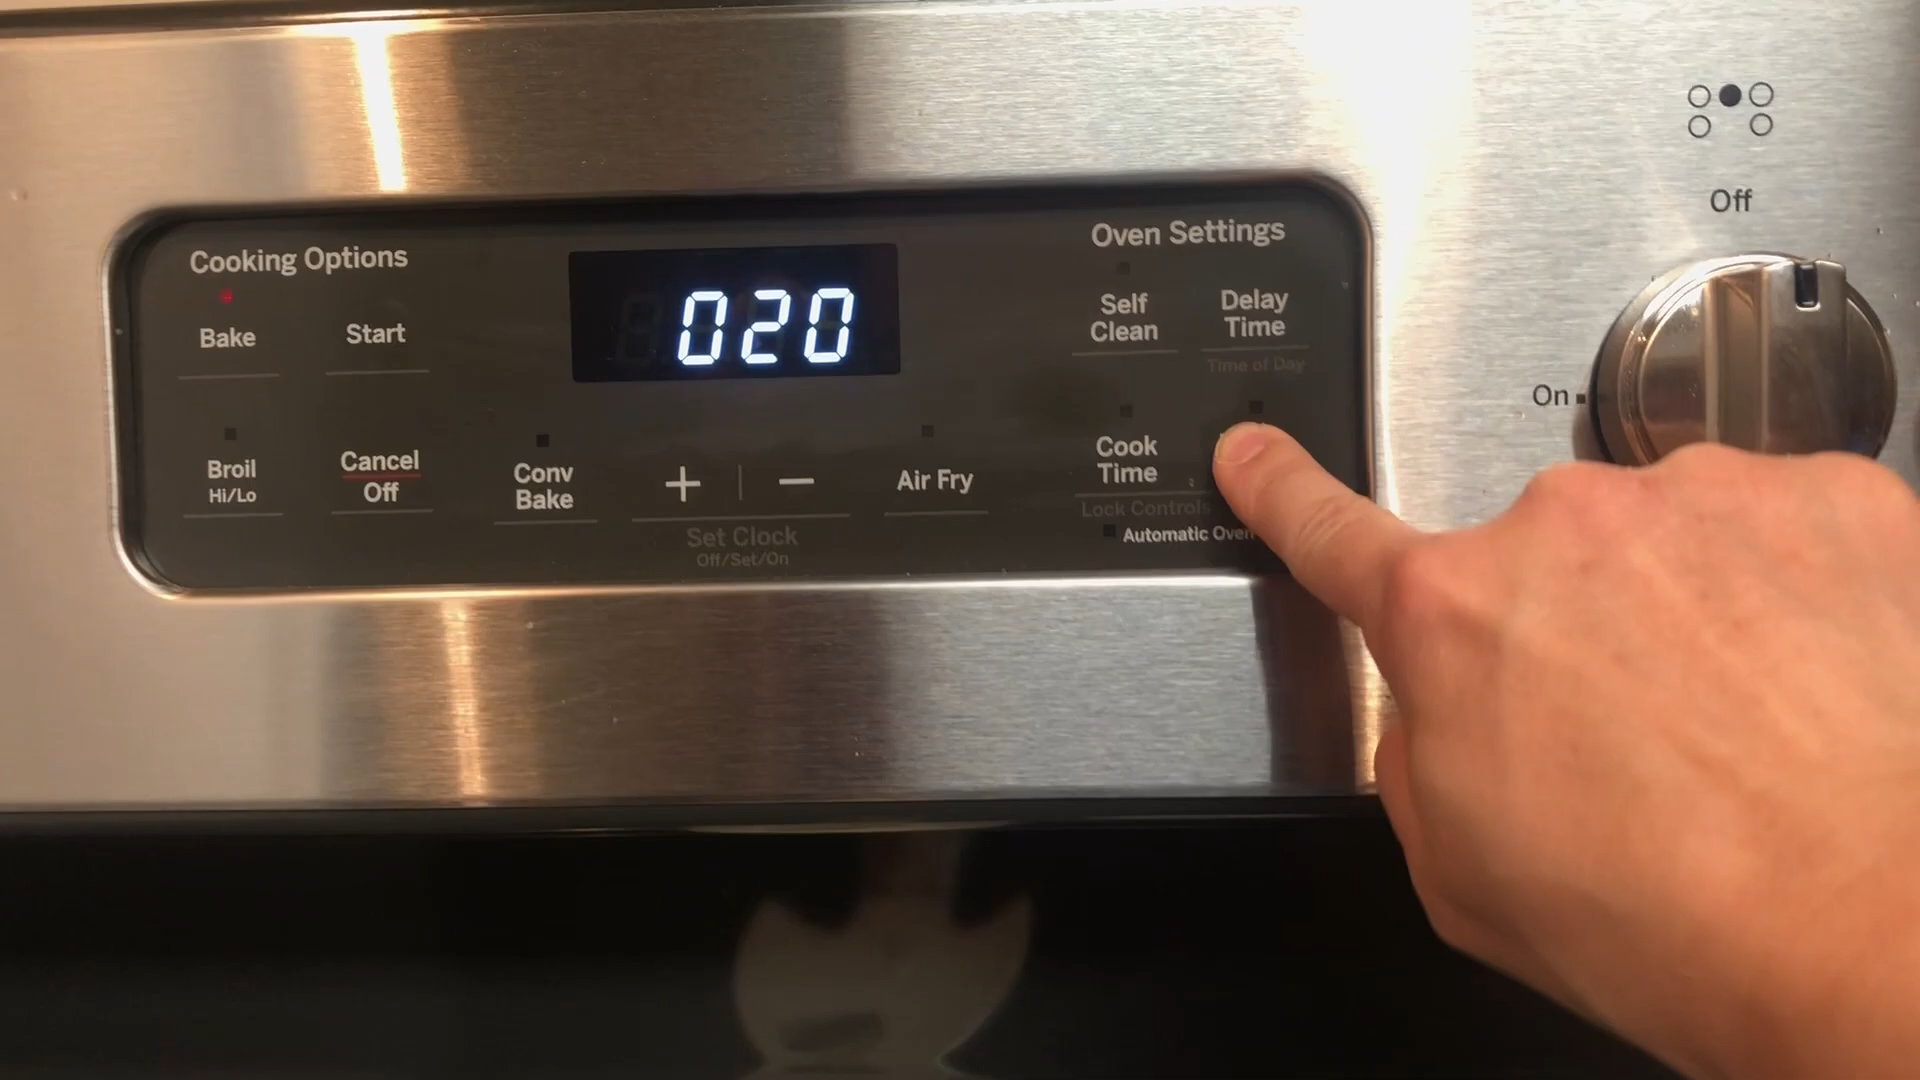 Cooking Options
Bake
Start
Broil
Hi/Lo
Cancel
Off
Conv
Bake
020
+ | −
Set Clock
Off/Set/On
Air Fry
Oven Settings
Self
Clean
Delay
Time
Time of Day
Cook
Time
Lock Controls
Automatic Oven
Off
On